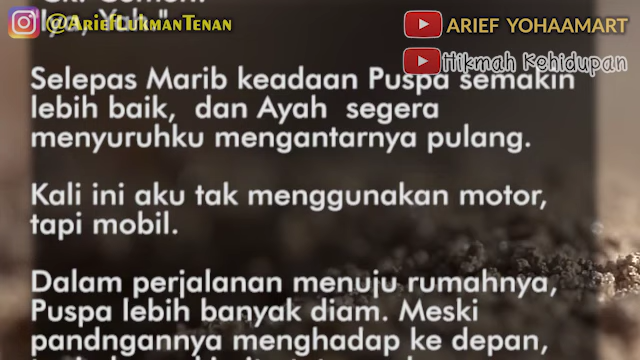 @AriefLukmanTenan
ARIEF YOHAAMART
Hikmah Kehidupan
"Iya, Yah."
Selepas Marib keadaan Puspa semakin
lebih baik, dan Ayah segera
menyuruhku mengantarnya pulang.
Kali ini aku tak menggunakan motor,
tapi mobil.
Dalam perjalanan menuju rumahnya,
Puspa lebih banyak diam. Meski
pandngannya menghadap ke depan,